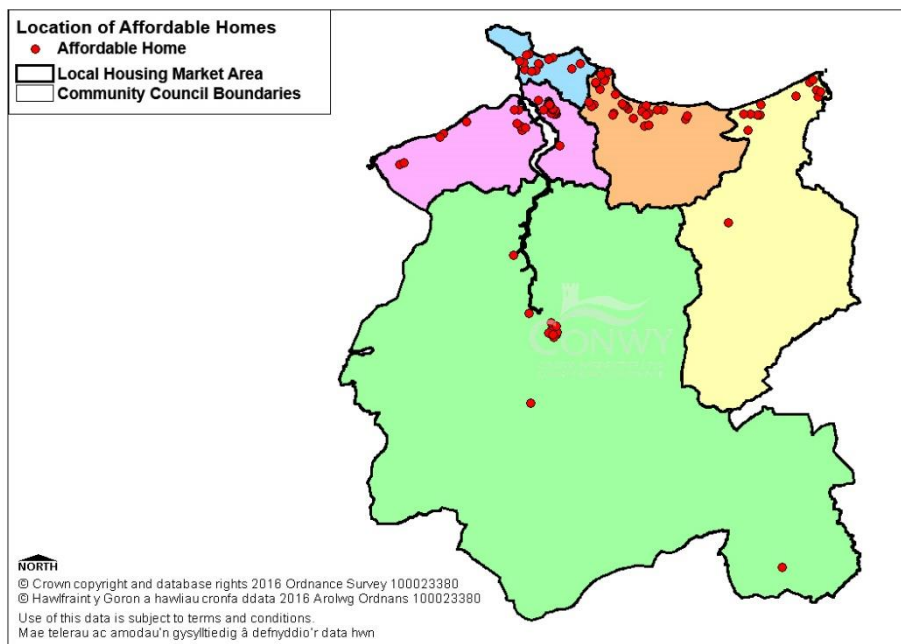 Location of Affordable Homes
Affordable Home
Local Housing Market Area
Community Council Boundaries
CONWY
NORTH
© Crown copyright and database rights 2016 Ordnance Survey 100023380
© Hawlfraint y Goron a hawliau cronfa ddata 2016 Arolwg Ordnans 100023380
Use of this data is subject to terms and conditions.
Mae telerau ac amodau'n gysylltiedig â defnyddio'r data hwn